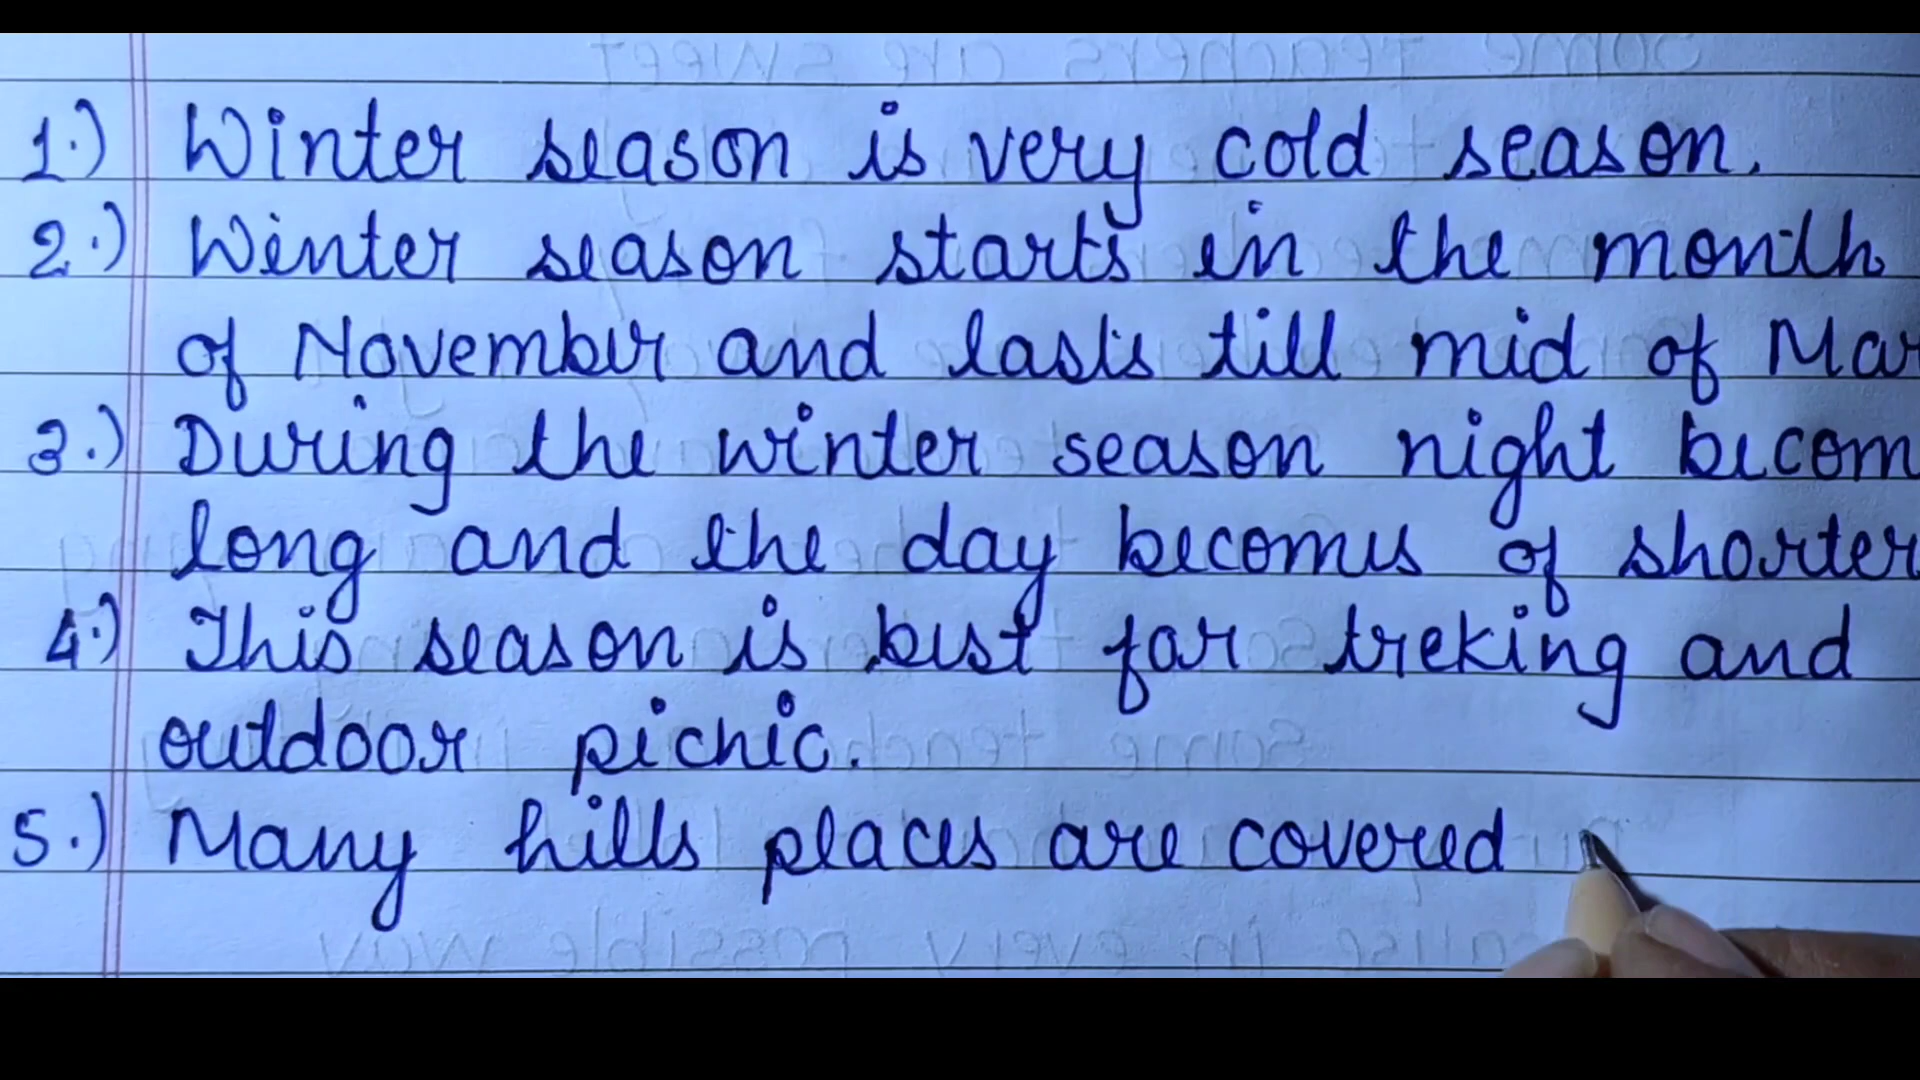 1.) Winter season is very cold season.
2.) Winter season starts in the month
of November and lasts till mid of Mar
3.) During the winter season night becom
long and the day becomes of shorter
4.) This season is best for treking and
outdoor picnic.
5.) Many hills places are covered